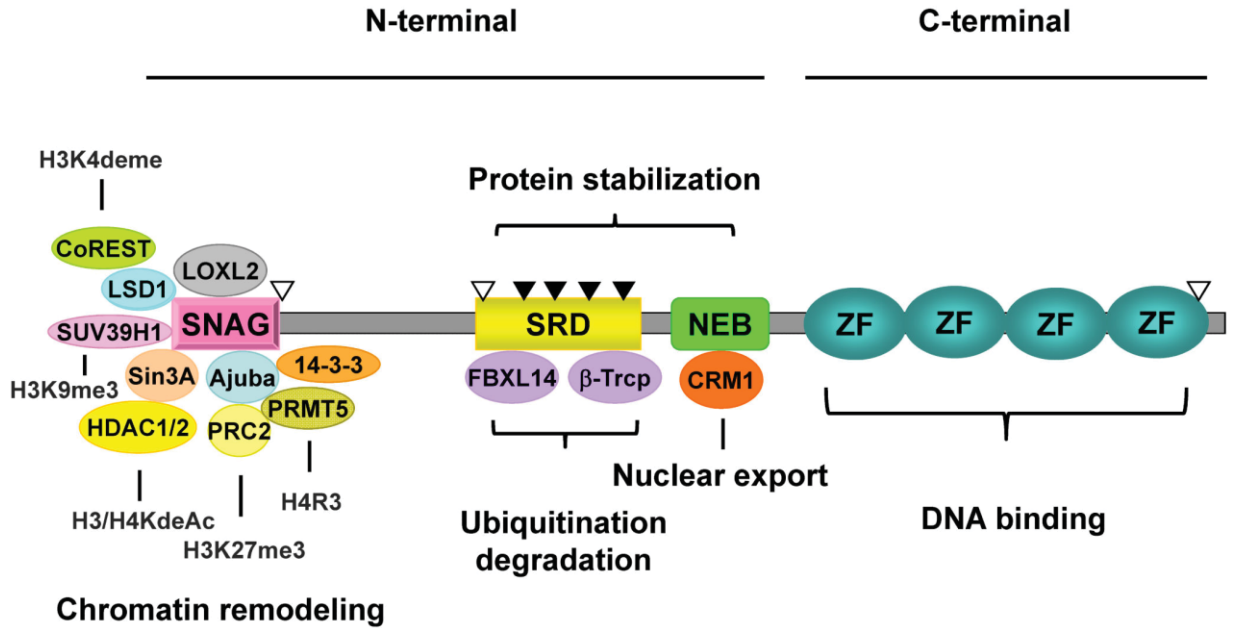 N-terminal
C-terminal
H3K4deme
Protein stabilization
CoREST
LOXL2
LSD1
SUV39H1
SNAG
SRD
NEB
ZF
ZF
ZF
ZF
H3K9me3
Sin3A
Ajuba
14-3-3
FBXL14
β-Trcp
CRM1
HDAC1/2
PRC2
PRMT5
Nuclear export
H3/H4KdeAc
H4R3
H3K27me3
Ubiquitination
degradation
DNA binding
Chromatin remodeling